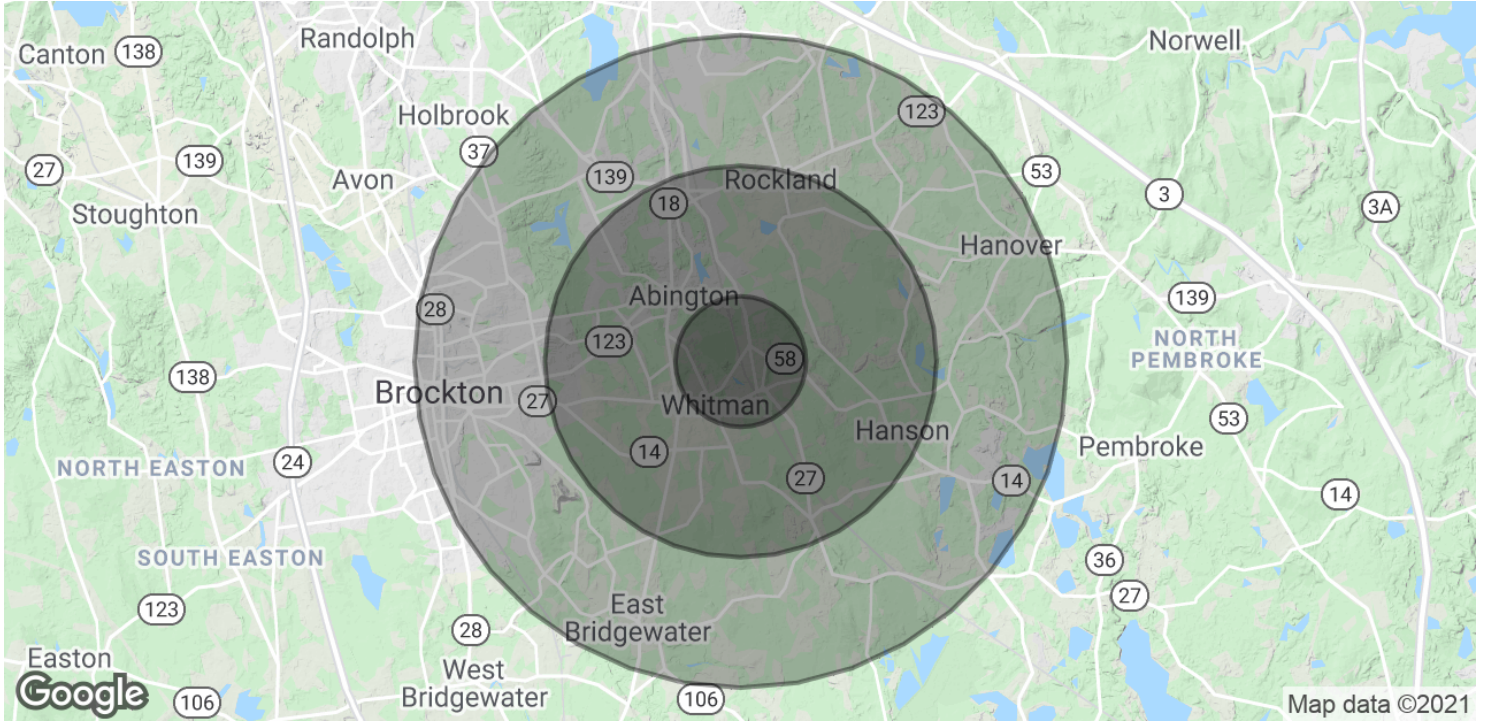 Canton
138
Randolph
Norwell
Holbrook
123
37
27
139
Avon
139
Rockland
53
3
18
3A
Stoughton
Hanover
Abington
139
28
123
58
NORTH
PEMBROKE
138
Brockton
27
Whitman
53
Hanson
Pembroke
14
NORTH EASTON
24
27
14
14
SOUTH EASTON
36
123
27
East
Bridgewater
28
Easton
West
Bridgewater
106
106
Google
Map data ©2021